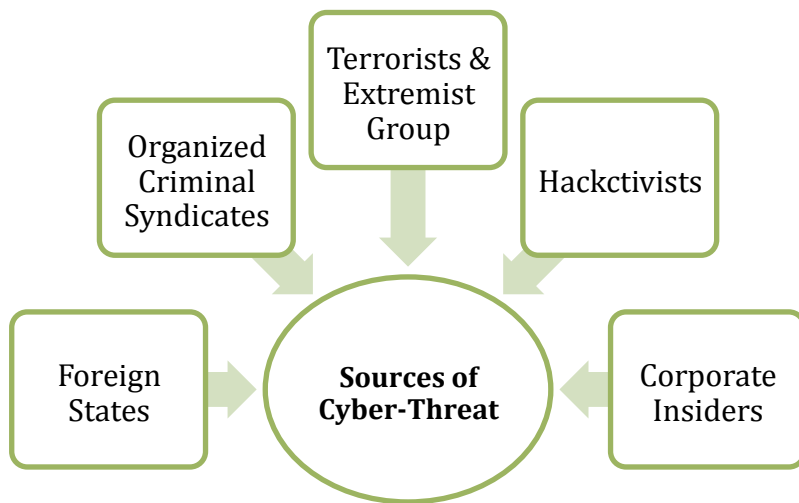 Terrorists &
Extremist
Group
Organized
Criminal
Syndicates
Hackctivists
Foreign
States
Sources of
Cyber-Threat
Corporate
Insiders